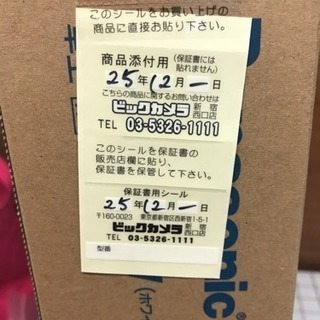 このシールをお買い上げの
商品に直接お貼り下さい。
商品添付用(保証書には貼れません)
25年12月一日
こちらの商品に関するお問い合わせは
ビックカメラ 新宿西口店
TEL 03-5326-1111
このシールを保証書の
販売店欄に貼り、
保証書を保管して下さい。
保証書用シール
25年12月一日
〒160-0023 東京都新宿区西新宿1-5-1
ビックカメラ 新宿西口店
TEL 03-5326-1111
型番
Panasonic
(ホワ